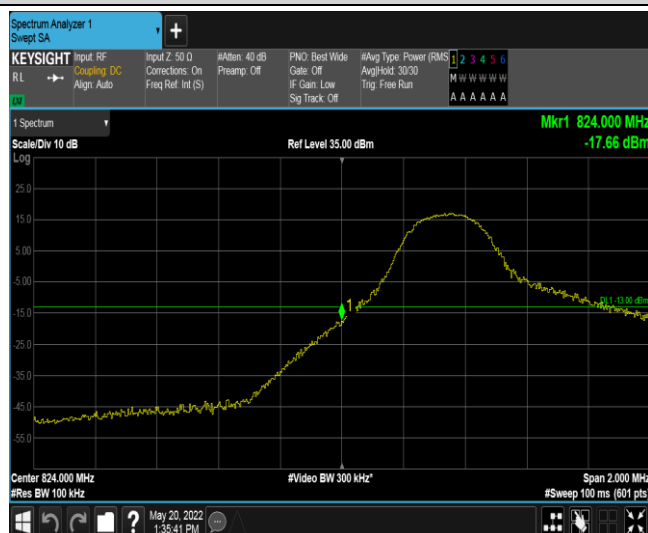 Spectrum Analyzer 1
Swept SA
+
KEYSIGHT
RL
Input: RF
Coupling: DC
Align: Auto
Input Z: 50 Ω
Corrections: On
Freq Ref: Int (S)
#Atten: 40 dB
Preamp: Off
PNO: Best Wide
Gate: Off
IF Gain: Low
Sig Track: Off
#Avg Type: Power (RMS
Avg|Hold: 30/30
Trig: Free Run
1 2 3 4 5 6
M W W W W W
A A A A A A
1 Spectrum
Scale/Div 10 dB
Ref Level 35.00 dBm
Mkr1 824.000 MHz
-17.66 dBm
Log
25.0
15.0
5.00
-5.00
-15.0
-25.0
-35.0
-45.0
-55.0
1
DL1 -13.00 dBm
Center 824.000 MHz
#Res BW 100 kHz
#Video BW 300 kHz*
Span 2.000 MHz
#Sweep 100 ms (601 pts)
?
May 20, 2022
1:35:41 PM